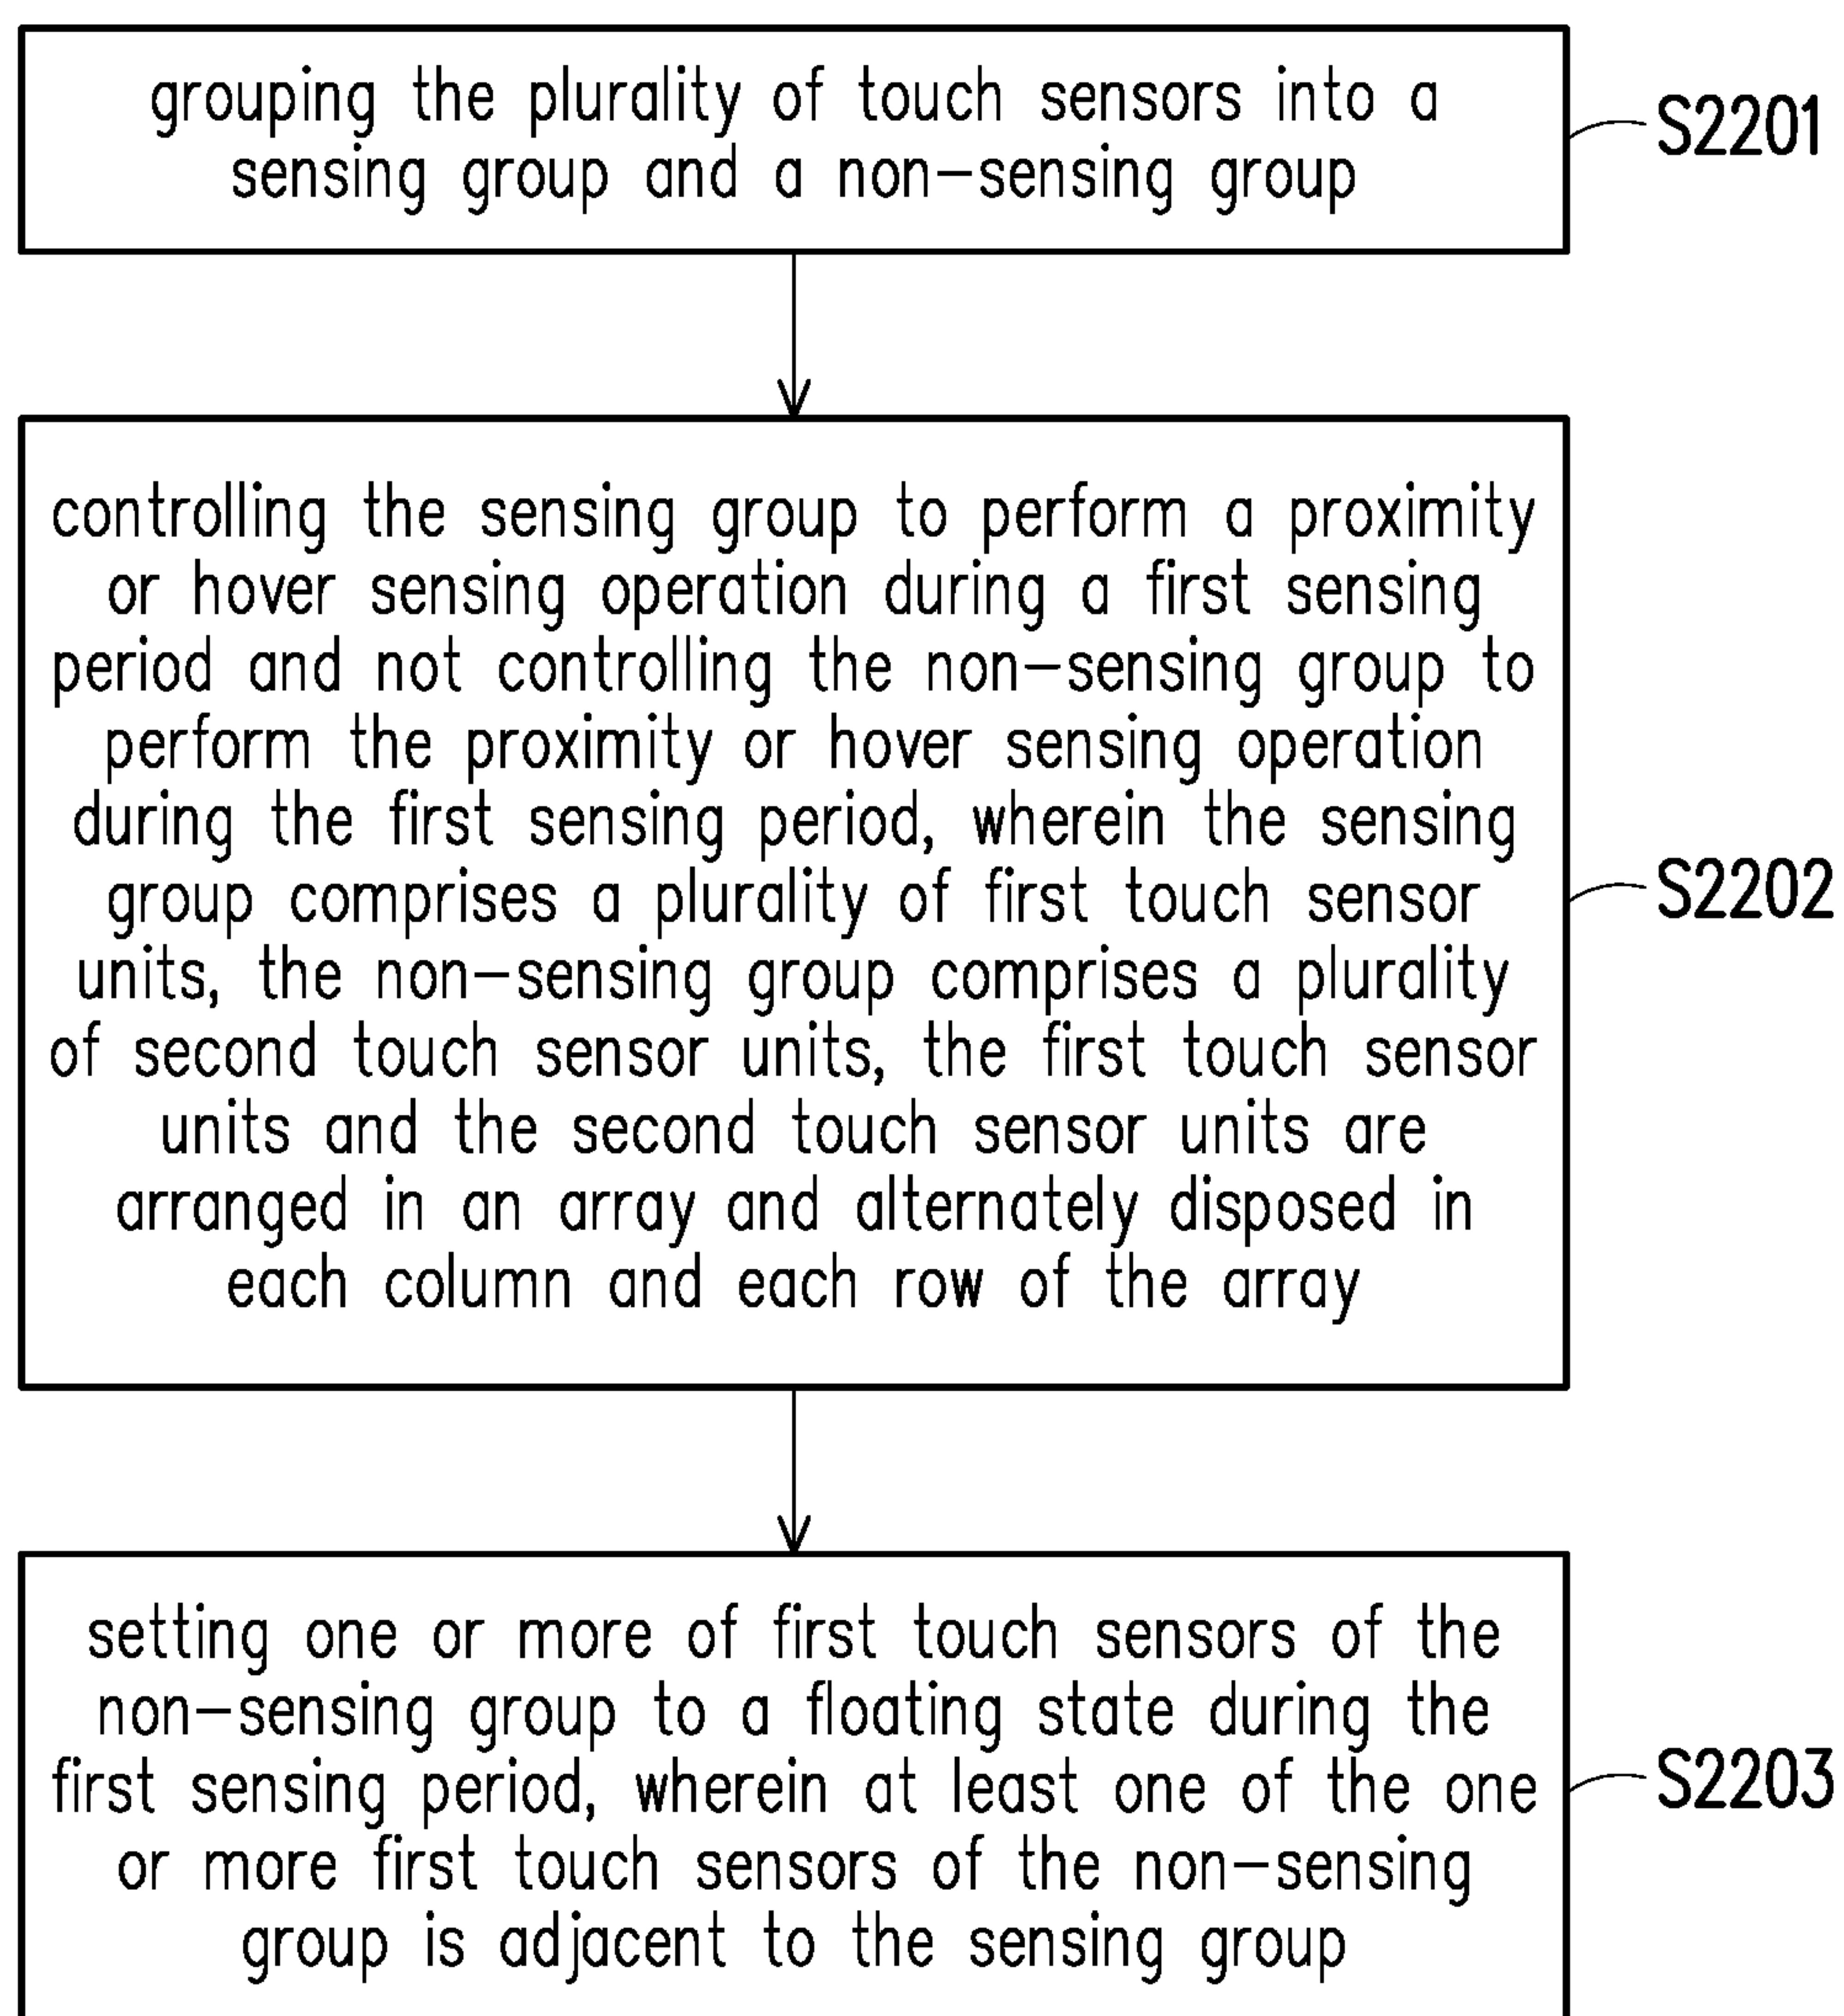 grouping the plurality of touch sensors into a
sensing group and a non-sensing group
S2201
controlling the sensing group to perform a proximity
or hover sensing operation during a first sensing
period and not controlling the non-sensing group to
perform the proximity or hover sensing operation
during the first sensing period, wherein the sensing
group comprises a plurality of first touch sensor
units, the non-sensing group comprises a plurality
of second touch sensor units, the first touch sensor
units and the second touch sensor units are
arranged in an array and alternately disposed in
each column and each row of the array
S2202
setting one or more of first touch sensors of the
non-sensing group to a floating state during the
first sensing period, wherein at least one of the one
or more first touch sensors of the non-sensing
group is adjacent to the sensing group
S2203